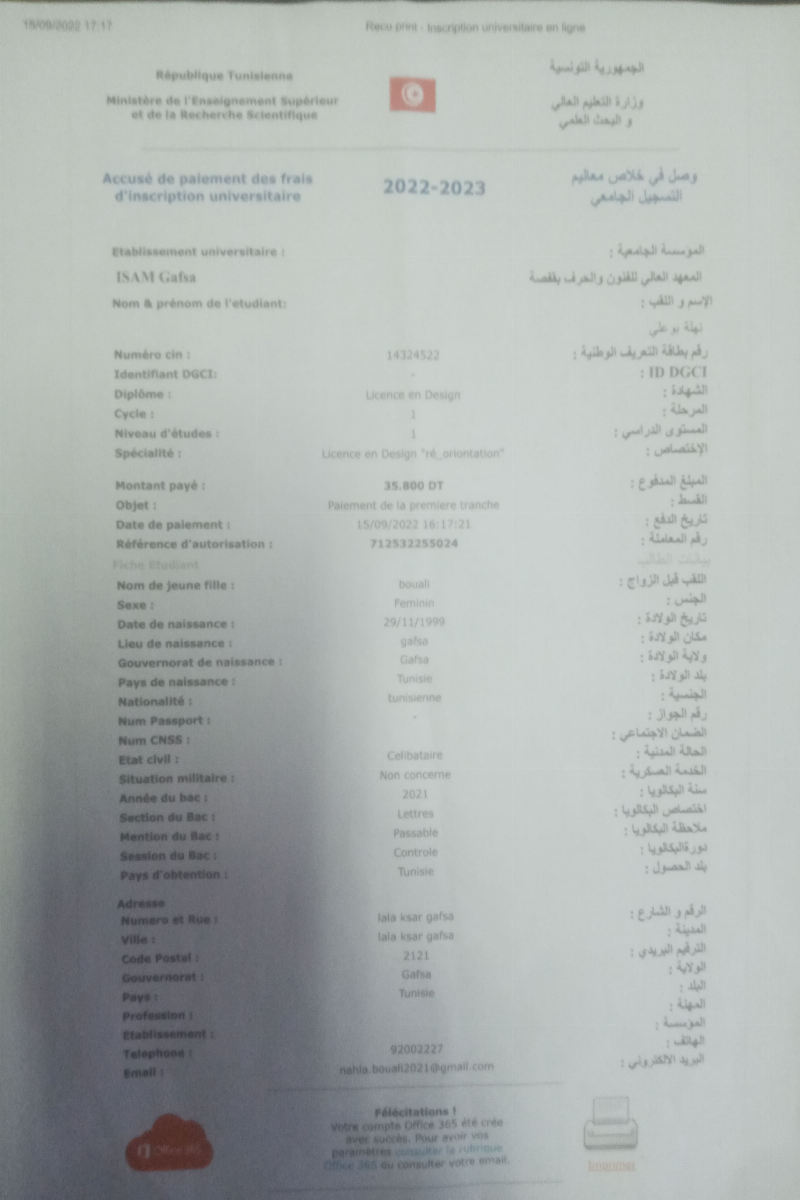 15/09/2022 17:17 Recu print - Inscription universitaire en ligne
République Tunisienne الجمهورية التونسية
Ministère de l'Enseignement Supérieur وزارة التعليم العالي
et de la Recherche Scientifique و البحث العلمي
Accusé de paiement des frais 2022-2023 وصل في خلاص معاليم
d'inscription universitaire التسجيل الجامعي
Etablissement universitaire : المؤسسة الجامعية :
ISAM Gafsa المعهد العالي للفنون والحرف بقفصة
Nom & prénom de l'etudiant: الإسم و اللقب :
نهلة بوعلي
Numéro cin : 14324522 رقم بطاقة التعريف الوطنية :
Identifiant DGCI: - ID DGCI :
Diplôme : Licence en Design الشهادة :
Cycle : 1 المرحلة :
Niveau d'études : 1 المستوى الدراسي :
Spécialité : Licence en Design "ré_oriontation" الإختصاص :
Montant payé : 35.800 DT المبلغ المدفوع :
Objet : Paiement de la premiere tranche القسط :
Date de paiement : 15/09/2022 16:17:21 تاريخ الدفع :
Référence d'autorisation : 712532255024 رقم المعاملة :
Fiche Etudiant بيانات الطالب
Nom de jeune fille : bouali اللقب قبل الزواج :
Sexe : Feminin الجنس :
Date de naissance : 29/11/1999 تاريخ الولادة :
Lieu de naissance : gafsa مكان الولادة :
Gouvernorat de naissance : Gafsa ولاية الولادة :
Pays de naissance : Tunisie بلد الولادة :
Nationalité : tunisienne الجنسية :
Num Passport : - رقم الجواز :
Num CNSS : الضمان الاجتماعي :
Etat civil : Celibataire الحالة المدنية :
Situation militaire : Non concerne الخدمة العسكرية :
Année du bac : 2021 سنة البكالويا :
Section du Bac : Lettres اختصاص البكالويا :
Mention du Bac : Passable ملاحظة البكالويا :
Session du Bac : Controle دورةالبكالويا :
Pays d'obtention : Tunisie بلد الحصول :
Adresse
Numero et Rue : lala ksar gafsa الرقم و الشارع :
Ville : lala ksar gafsa المدينة :
Code Postal : 2121 الترقيم البريدي :
Gouvernorat : Gafsa الولاية :
Pays : Tunisie البلد :
Profession : المهنة :
Etablissement : المؤسسة :
Telephone : 92002227 الهاتف :
Email : nahla.bouali2021@gmail.com البريد الالكتروني :
Félécitations !
Votre compte Office 365 été crée
avec succès. Pour avoir vos
paramètres consulter la rubrique
Office 365 ou consulter votre email.
Office 365
Imprimer